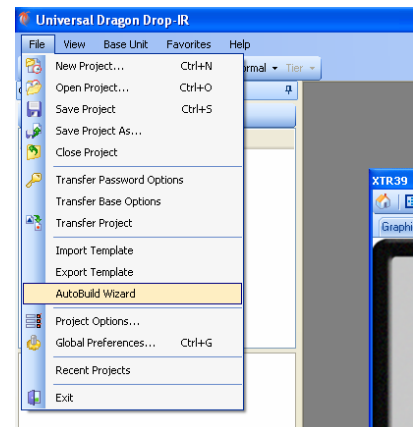 Universal Dragon Drop-IR
File View Base Unit Favorites Help
New Project... Ctrl+N
Tier
Open Project... Ctrl+O
Save Project Ctrl+S
Save Project As...
Close Project
Transfer Password Options
Transfer Base Options
XTR39
Transfer Project
Graphi
Import Template
Export Template
AutoBuild Wizard
Project Options...
Global Preferences... Ctrl+G
Recent Projects
Exit